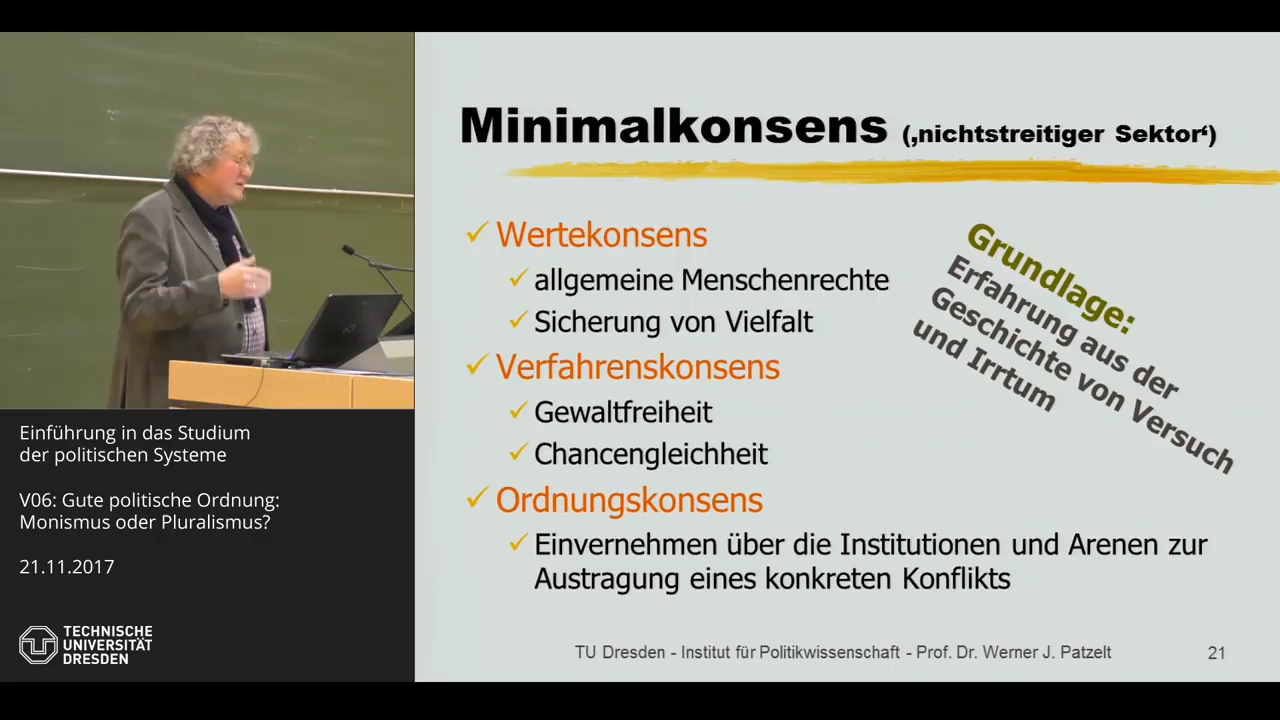 Minimalkonsens (‚nichtstreitiger Sektor‘)
Wertekonsens
allgemeine Menschenrechte
Sicherung von Vielfalt
Verfahrenskonsens
Gewaltfreiheit
Chancengleichheit
Ordnungskonsens
Einvernehmen über die Institutionen und Arenen zur
Austragung eines konkreten Konflikts
Grundlage:
Erfahrung aus der
Geschichte von Versuch
und Irrtum
TU Dresden - Institut für Politikwissenschaft - Prof. Dr. Werner J. Patzelt
21
Einführung in das Studium
der politischen Systeme
V06: Gute politische Ordnung:
Monismus oder Pluralismus?
21.11.2017
TECHNISCHE
UNIVERSITÄT
DRESDEN